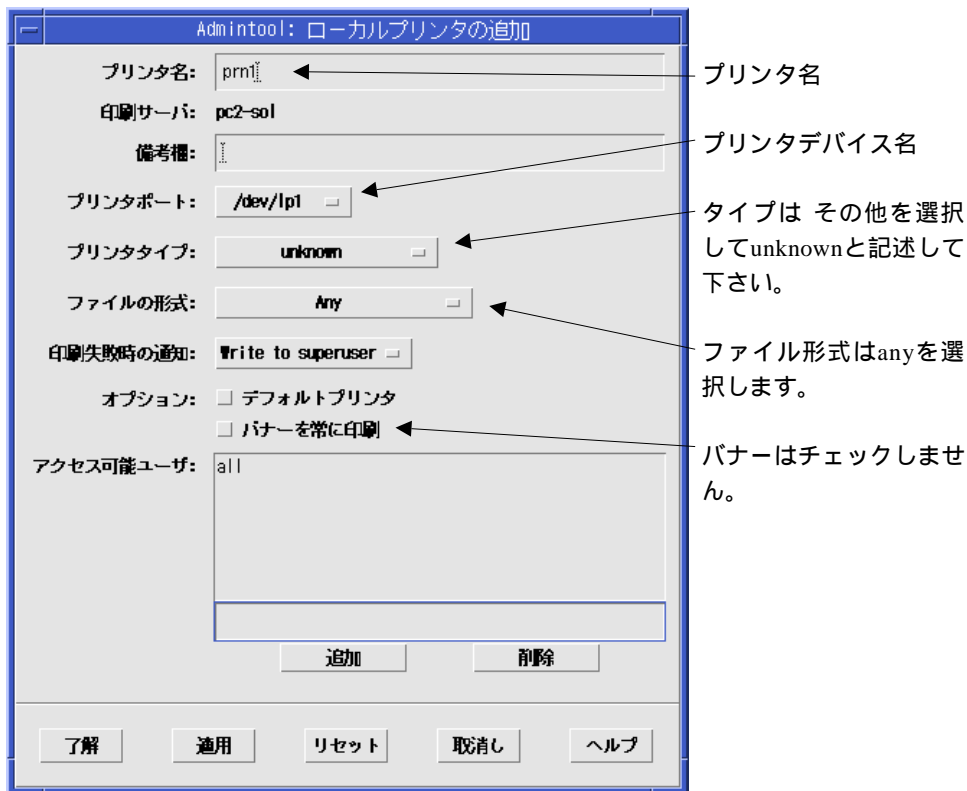 Admintool: ローカルプリンタの追加
プリンタ名: prn1
印刷サーバ: pc2-sol
備考欄:
プリンタポート: /dev/lp1
プリンタタイプ: unknown
ファイルの形式: Any
印刷失敗時の通知: Write to superuser
オプション: デフォルトプリンタ
バナーを常に印刷
アクセス可能ユーザ: all
追加 削除
了解 適用 リセット 取消し ヘルプ
プリンタ名
プリンタデバイス名
タイプは その他を選択
してunknownと記述して
下さい。
ファイル形式はanyを選
択します。
バナーはチェックしませ
ん。